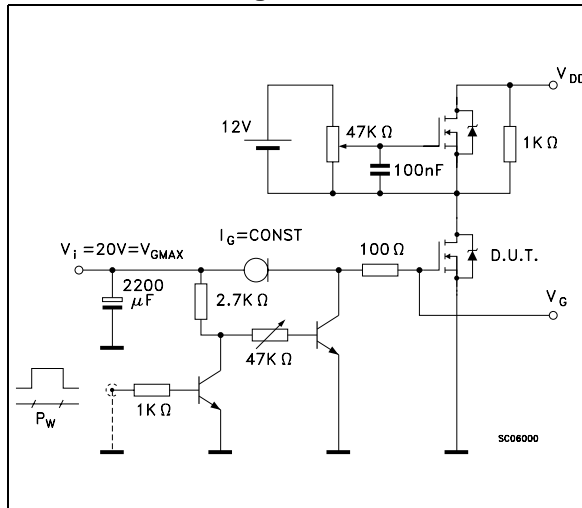 V_DD
12V
47K Ω
1K Ω
100nF
V_i =20V=V_GMAX
I_G=CONST
100 Ω
D.U.T.
2200
μF
2.7K Ω
V_G
47K Ω
1K Ω
P_W
SC06000